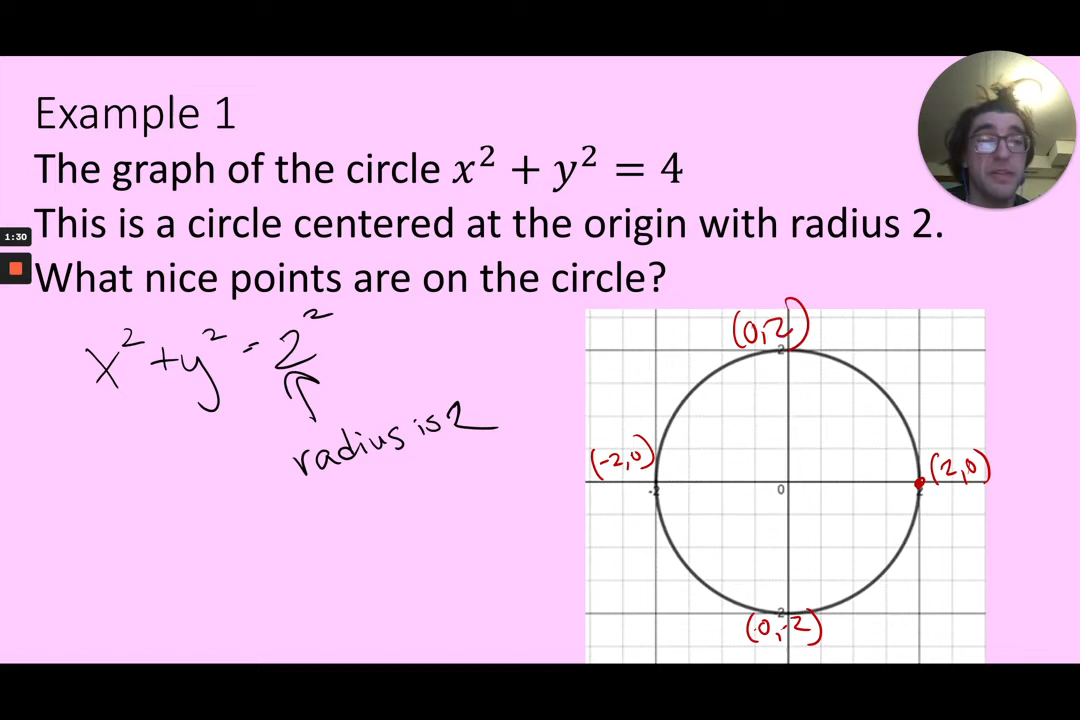 Example 1
The graph of the circle x² + y² = 4
This is a circle centered at the origin with radius 2.
1:30
What nice points are on the circle?
x² + y² = 2²
radius is 2
(0,2)
2
(-2,0)
(2,0)
-2
0
2
-2
(0,-2)